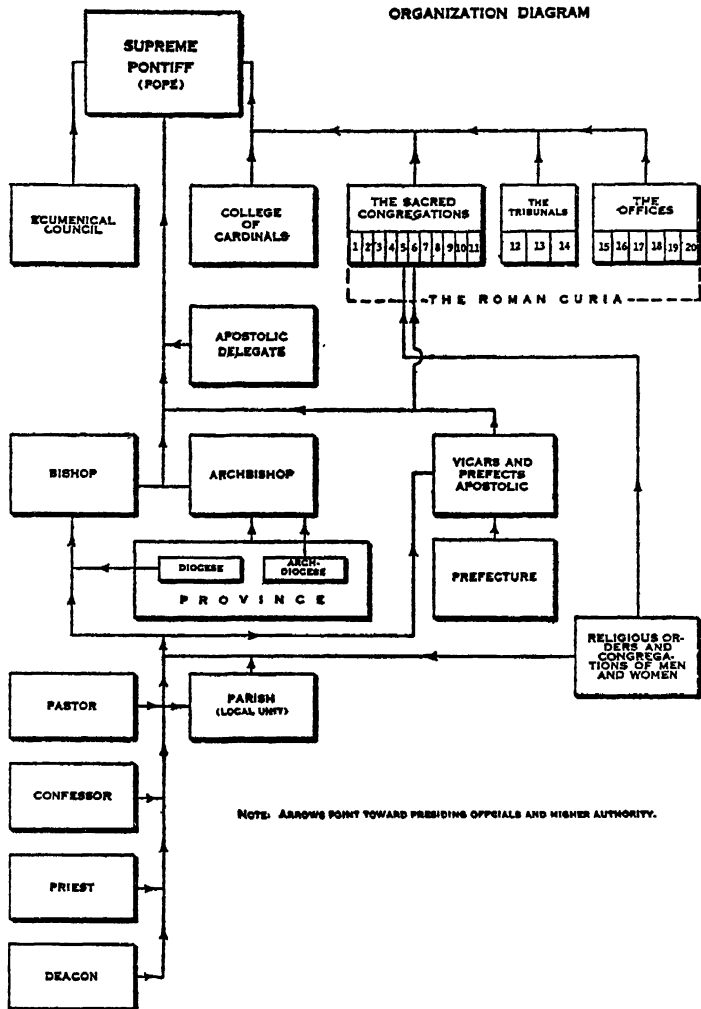 ORGANIZATION DIAGRAM
SUPREME
PONTIFF
(POPE)
ECUMENICAL
COUNCIL
COLLEGE
OF
CARDINALS
THE SACRED
CONGREGATIONS
1 2 3 4 5 6 7 8 9 10 11
THE
TRIBUNALS
12 13 14
THE
OFFICES
15 16 17 18 19 20
THE ROMAN CURIA
APOSTOLIC
DELEGATE
BISHOP
ARCHBISHOP
VICARS AND
PREFECTS
APOSTOLIC
DIOCESE
ARCH-
DIOCESE
PROVINCE
PREFECTURE
RELIGIOUS OR-
DERS AND
CONGREGA-
TIONS OF MEN
AND WOMEN
PASTOR
PARISH
(LOCAL UNIT)
CONFESSOR
NOTE: ARROWS POINT TOWARD PRESIDING OFFCIALS AND HIGHER AUTHORITY.
PRIEST
DEACON